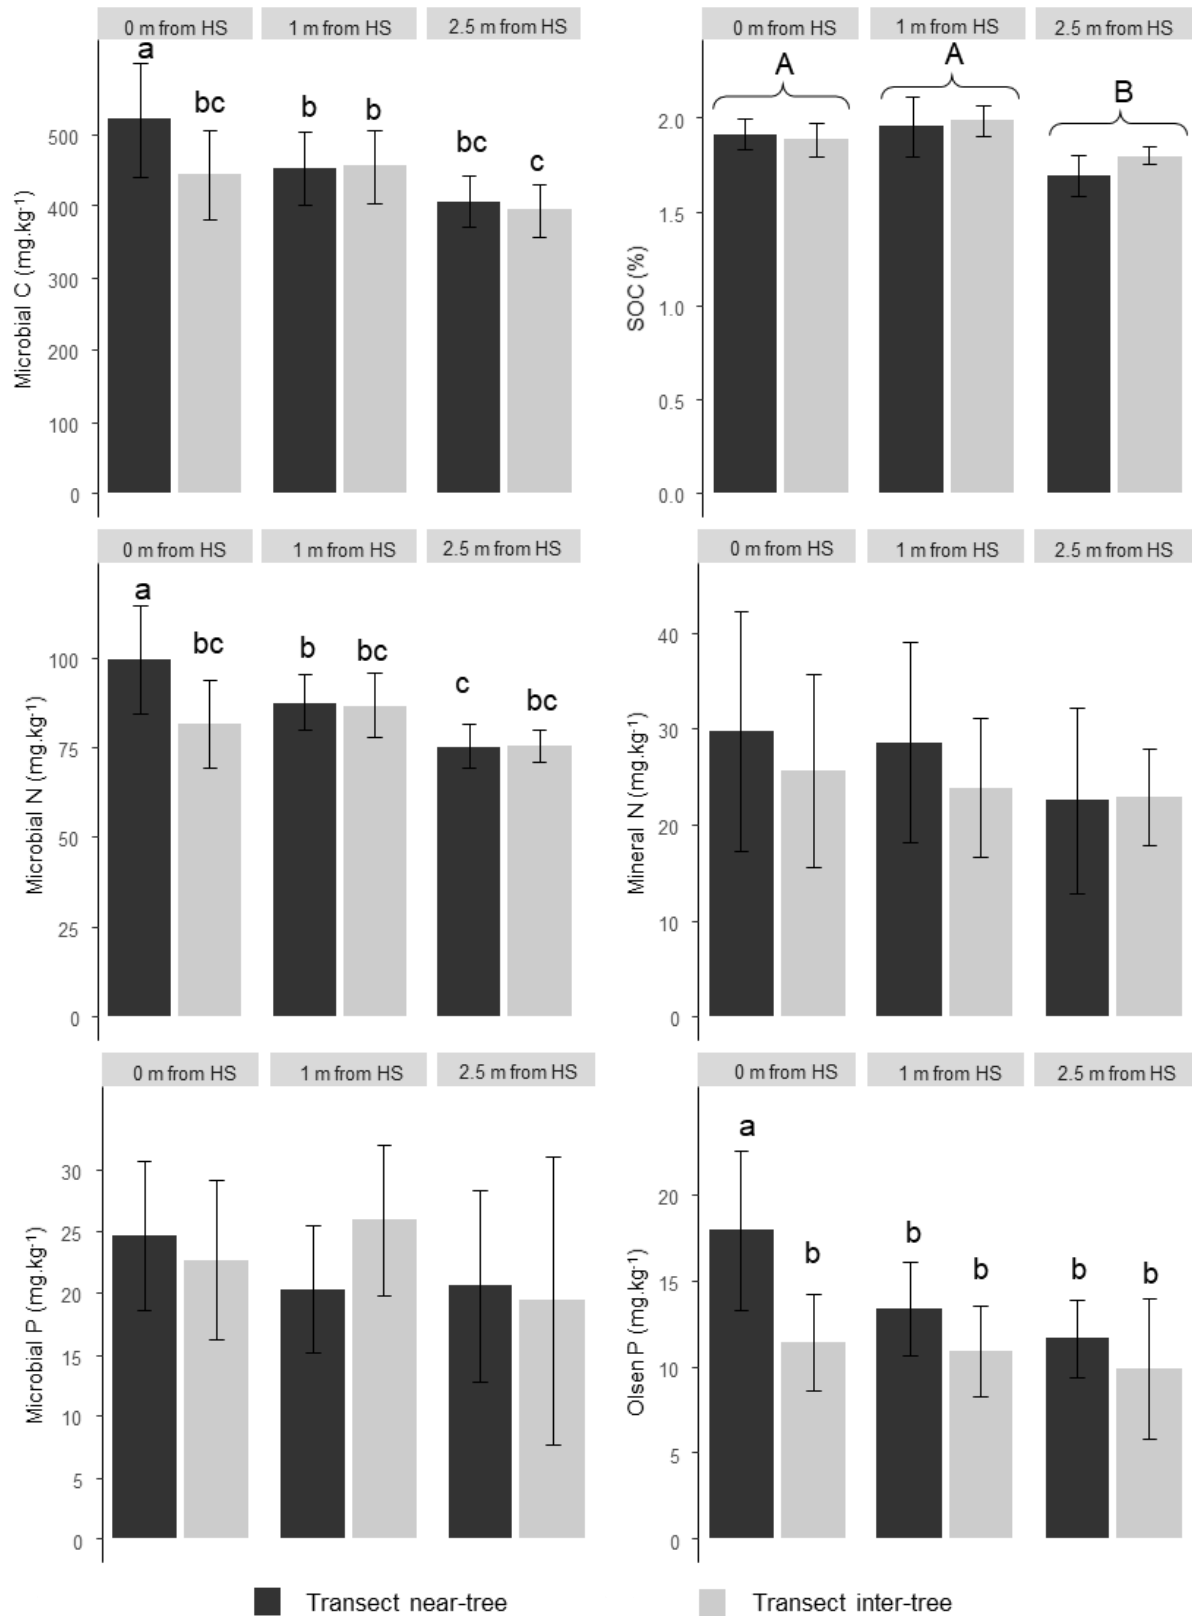 0 m from HS 1 m from HS 2.5 m from HS
a bc b b bc c
Microbial C (mg.kg-1)
500
400
300
200
100
0
0 m from HS 1 m from HS 2.5 m from HS
A A B
SOC (%)
2.0
1.5
1.0
0.5
0.0
0 m from HS 1 m from HS 2.5 m from HS
a bc b bc c bc
Microbial N (mg.kg-1)
100
75
50
25
0
0 m from HS 1 m from HS 2.5 m from HS
Mineral N (mg.kg-1)
40
30
20
10
0
0 m from HS 1 m from HS 2.5 m from HS
Microbial P (mg.kg-1)
30
25
20
15
10
5
0
0 m from HS 1 m from HS 2.5 m from HS
a b b b b b
Olsen P (mg.kg-1)
20
15
10
5
0
Transect near-tree Transect inter-tree